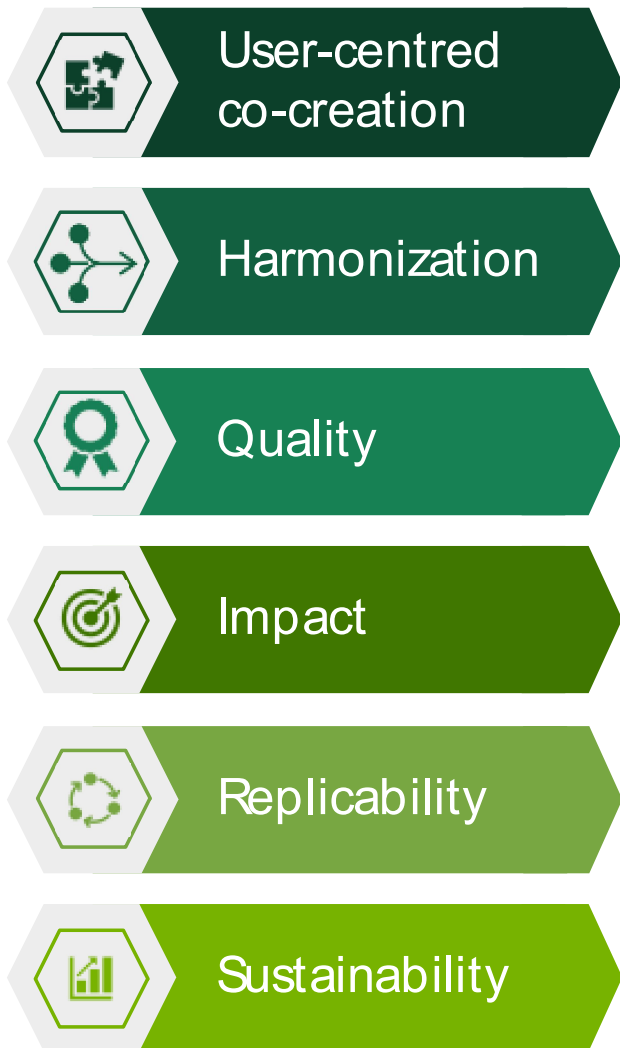 User-centred
co-creation
Harmonization
Quality
Impact
Replicability
Sustainability